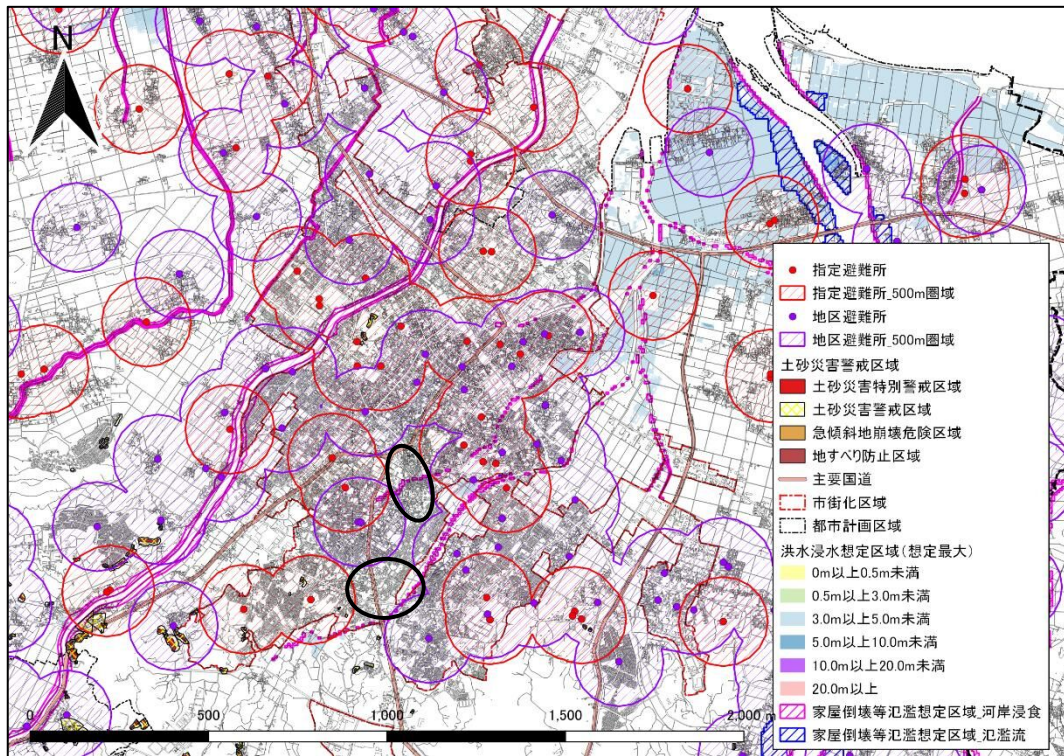 N
指定避難所
指定避難所_500m圏域
地区避難所
地区避難所_500m圏域
土砂災害警戒区域
土砂災害特別警戒区域
土砂災害警戒区域
急傾斜地崩壊危険区域
地すべり防止区域
主要国道
市街化区域
都市計画区域
洪水浸水想定区域(想定最大)
0m以上0.5m未満
0.5m以上3.0m未満
3.0m以上5.0m未満
5.0m以上10.0m未満
10.0m以上20.0m未満
20.0m以上
家屋倒壊等氾濫想定区域_河岸浸食
家屋倒壊等氾濫想定区域_氾濫流
0 500 1,000 1,500 2,000 m